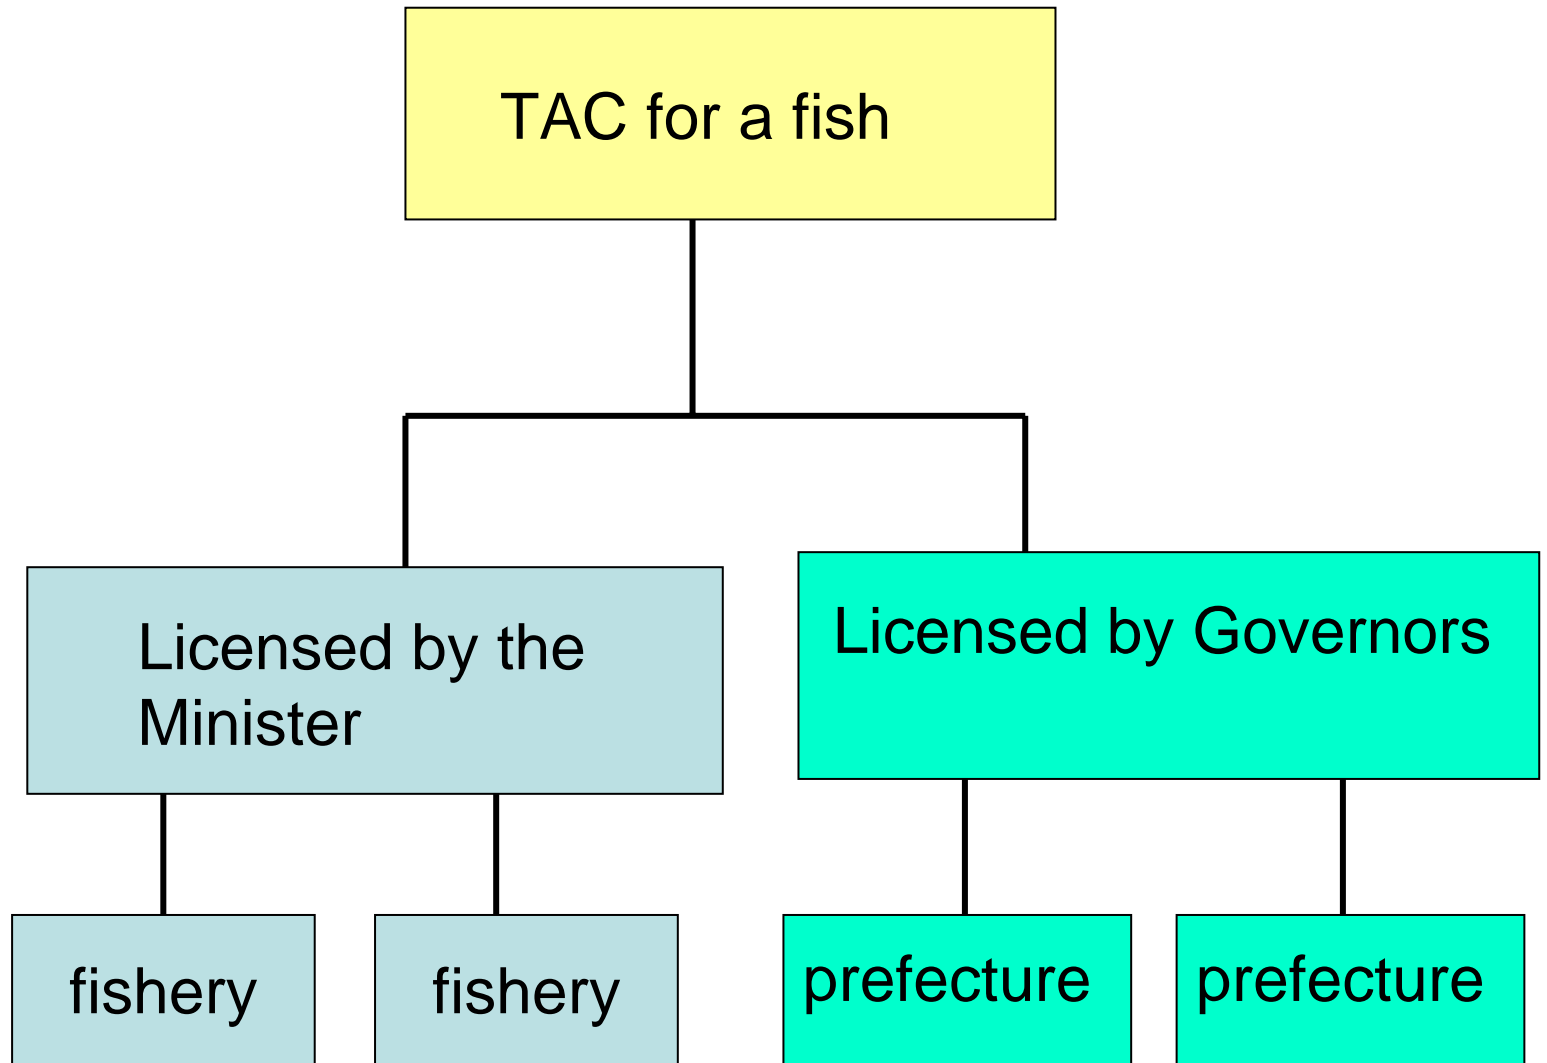 TAC for a fish
Licensed by the
Minister
Licensed by Governors
fishery
fishery
prefecture
prefecture